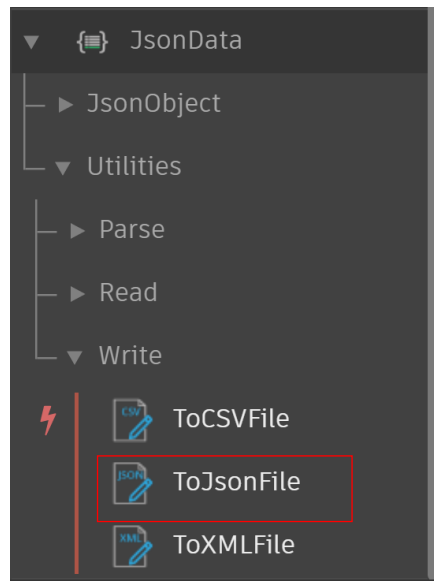 JsonData
JsonObject
Utilities
Parse
Read
Write
CSV ToCSVFile
JSON ToJsonFile
XML ToXMLFile